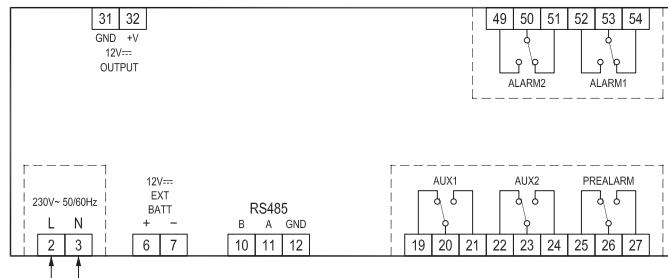 31 32
GND +V
12V⎓
OUTPUT
49 50 51 52 53 54
ALARM2 ALARM1
230V~ 50/60Hz
L N
2 3
12V⎓
EXT
BATT
+ −
6 7
RS485
B A GND
10 11 12
AUX1 AUX2 PREALARM
19 20 21 22 23 24 25 26 27